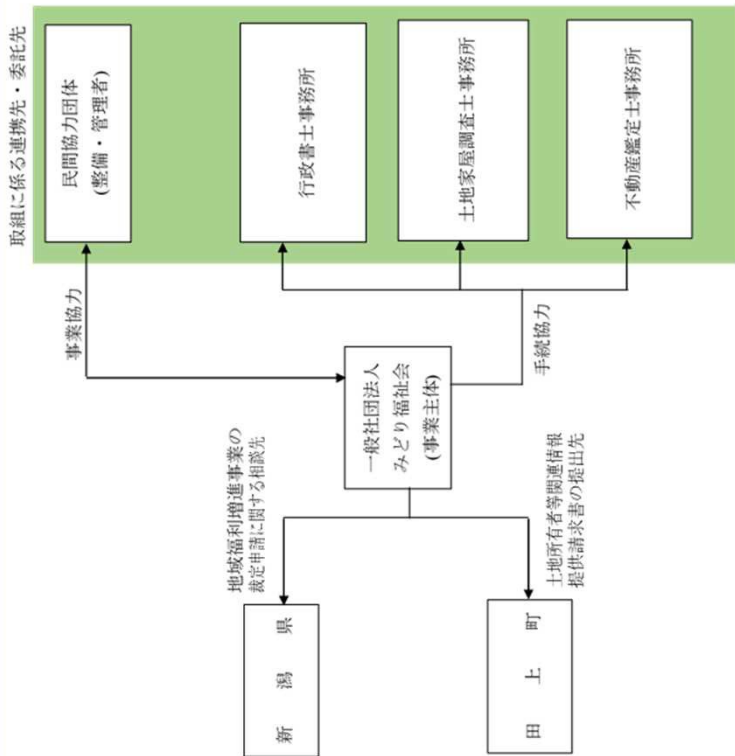 取組に係る連携先・委託先
民間協力団体
(整備・管理者)
行政書士事務所
土地家屋調査士事務所
不動産鑑定士事務所
事業協力
手続協力
一般社団法人
みどり福祉会
(事業主体)
地域福利増進事業の
裁定申請に関する相談先
土地所有者等関連情報
提供請求書の提出先
新潟県
田上町